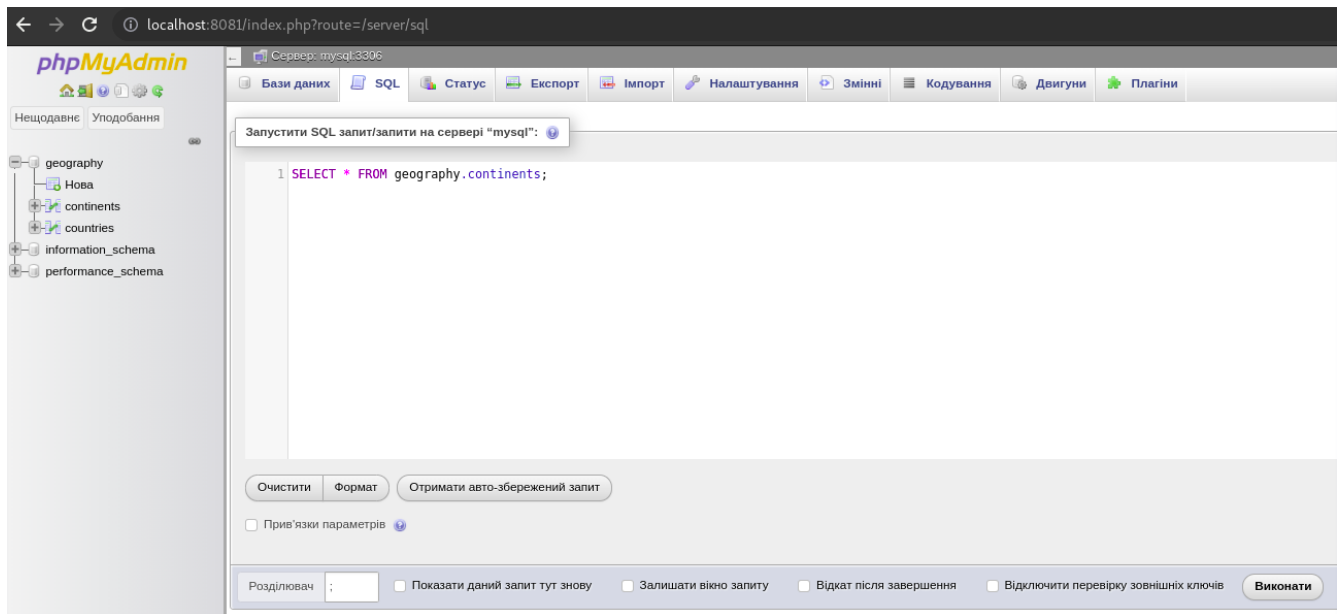 localhost:8081/index.php?route=/server/sql
phpMyAdmin
Нещодавнє Уподобання
geography
Нова
continents
countries
information_schema
performance_schema
Сервер: mysql:3306
Бази даних SQL Статус Експорт Імпорт Налаштування Змінні Кодування Двигуни Плагіни
Запустити SQL запит/запити на сервері “mysql”:
1 SELECT * FROM geography.continents;
Очистити Формат Отримати авто-збережений запит
Прив'язки параметрів
Розділювач ; Показати даний запит тут знову Залишати вікно запиту Відкат після завершення Відключити перевірку зовнішніх ключів Виконати